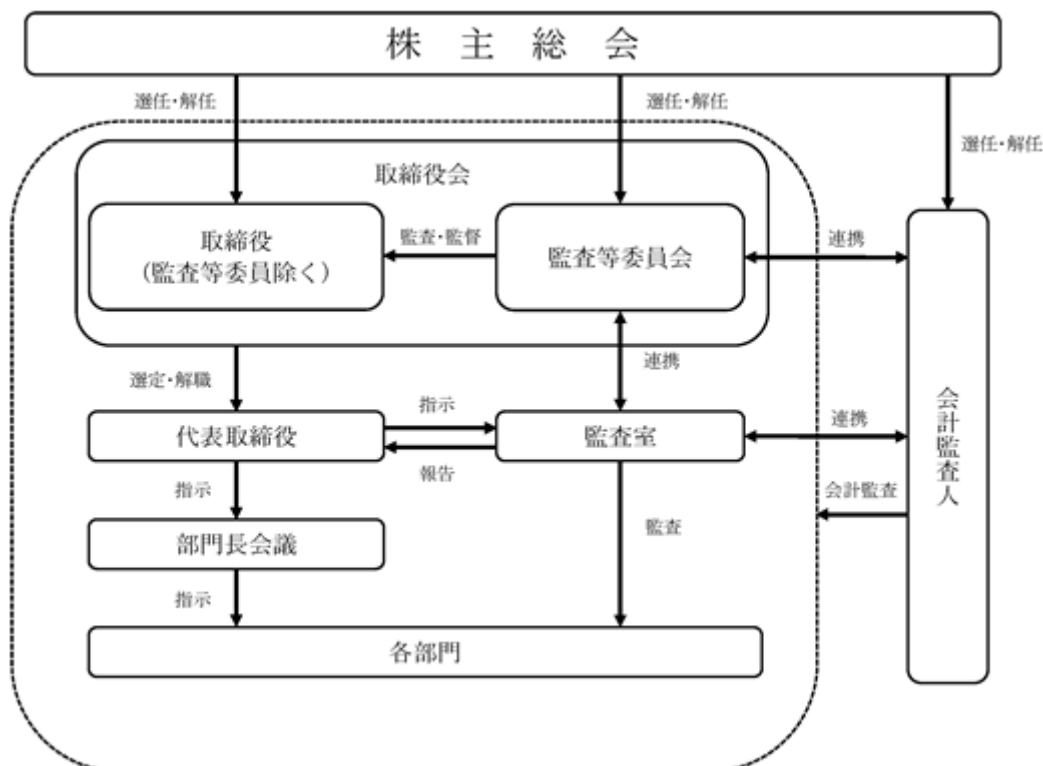 株主総会
選任・解任
選任・解任
選任・解任
取締役会
取締役
（監査等委員除く）
監査・監督
監査等委員会
連携
選定・解職
連携
代表取締役
指示
報告
監査室
連携
会計監査人
指示
会計監査
部門長会議
監査
指示
各部門